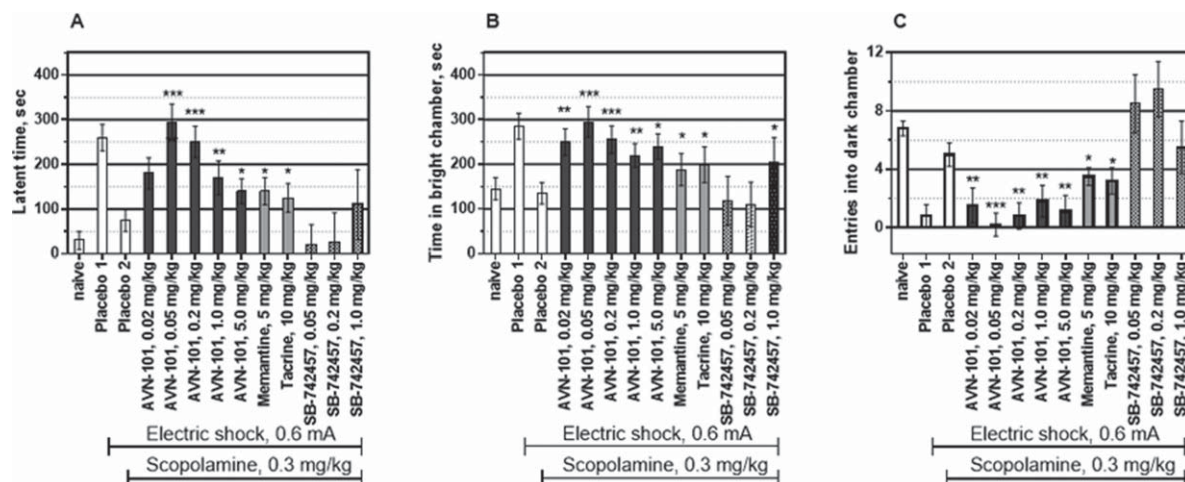 A
Latent time, sec
400
300
200
100
0
***
***
**
*
*
*
naive
Placebo 1
Placebo 2
AVN-101, 0.02 mg/kg
AVN-101, 0.05 mg/kg
AVN-101, 0.2 mg/kg
AVN-101, 1.0 mg/kg
AVN-101, 5.0 mg/kg
Memantine, 5 mg/kg
Tacrine, 10 mg/kg
SB-742457, 0.05 mg/kg
SB-742457, 0.2 mg/kg
SB-742457, 1.0 mg/kg
Electric shock, 0.6 mA
Scopolamine, 0.3 mg/kg
B
Time in bright chamber, sec
400
300
200
100
0
**
***
***
**
*
*
*
*
naive
Placebo 1
Placebo 2
AVN-101, 0.02 mg/kg
AVN-101, 0.05 mg/kg
AVN-101, 0.2 mg/kg
AVN-101, 1.0 mg/kg
AVN-101, 5.0 mg/kg
Memantine, 5 mg/kg
Tacrine, 10 mg/kg
SB-742457, 0.05 mg/kg
SB-742457, 0.2 mg/kg
SB-742457, 1.0 mg/kg
Electric shock, 0.6 mA
Scopolamine, 0.3 mg/kg
C
Entries into dark chamber
12
8
4
0
**
***
**
**
**
*
*
naive
Placebo 1
Placebo 2
AVN-101, 0.02 mg/kg
AVN-101, 0.05 mg/kg
AVN-101, 0.2 mg/kg
AVN-101, 1.0 mg/kg
AVN-101, 5.0 mg/kg
Memantine, 5 mg/kg
Tacrine, 10 mg/kg
SB-742457, 0.05 mg/kg
SB-742457, 0.2 mg/kg
SB-742457, 1.0 mg/kg
Electric shock, 0.6 mA
Scopolamine, 0.3 mg/kg